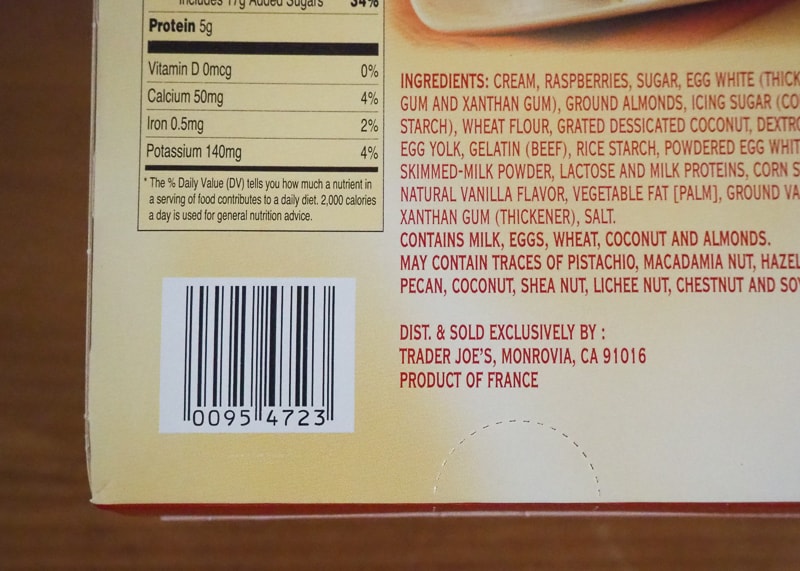 Includes 17g Added Sugars 34%
Protein 5g
Vitamin D 0mcg 0%
Calcium 50mg 4%
Iron 0.5mg 2%
Potassium 140mg 4%
* The % Daily Value (DV) tells you how much a nutrient in
a serving of food contributes to a daily diet. 2,000 calories
a day is used for general nutrition advice.
INGREDIENTS: CREAM, RASPBERRIES, SUGAR, EGG WHITE (THICK
GUM AND XANTHAN GUM), GROUND ALMONDS, ICING SUGAR (CO
STARCH), WHEAT FLOUR, GRATED DESSICATED COCONUT, DEXTRO
EGG YOLK, GELATIN (BEEF), RICE STARCH, POWDERED EGG WHIT
SKIMMED-MILK POWDER, LACTOSE AND MILK PROTEINS, CORN S
NATURAL VANILLA FLAVOR, VEGETABLE FAT [PALM], GROUND VA
XANTHAN GUM (THICKENER), SALT.
CONTAINS MILK, EGGS, WHEAT, COCONUT AND ALMONDS.
MAY CONTAIN TRACES OF PISTACHIO, MACADAMIA NUT, HAZEL
PECAN, COCONUT, SHEA NUT, LICHEE NUT, CHESTNUT AND SOY
DIST. & SOLD EXCLUSIVELY BY :
TRADER JOE'S, MONROVIA, CA 91016
PRODUCT OF FRANCE
0095 4723